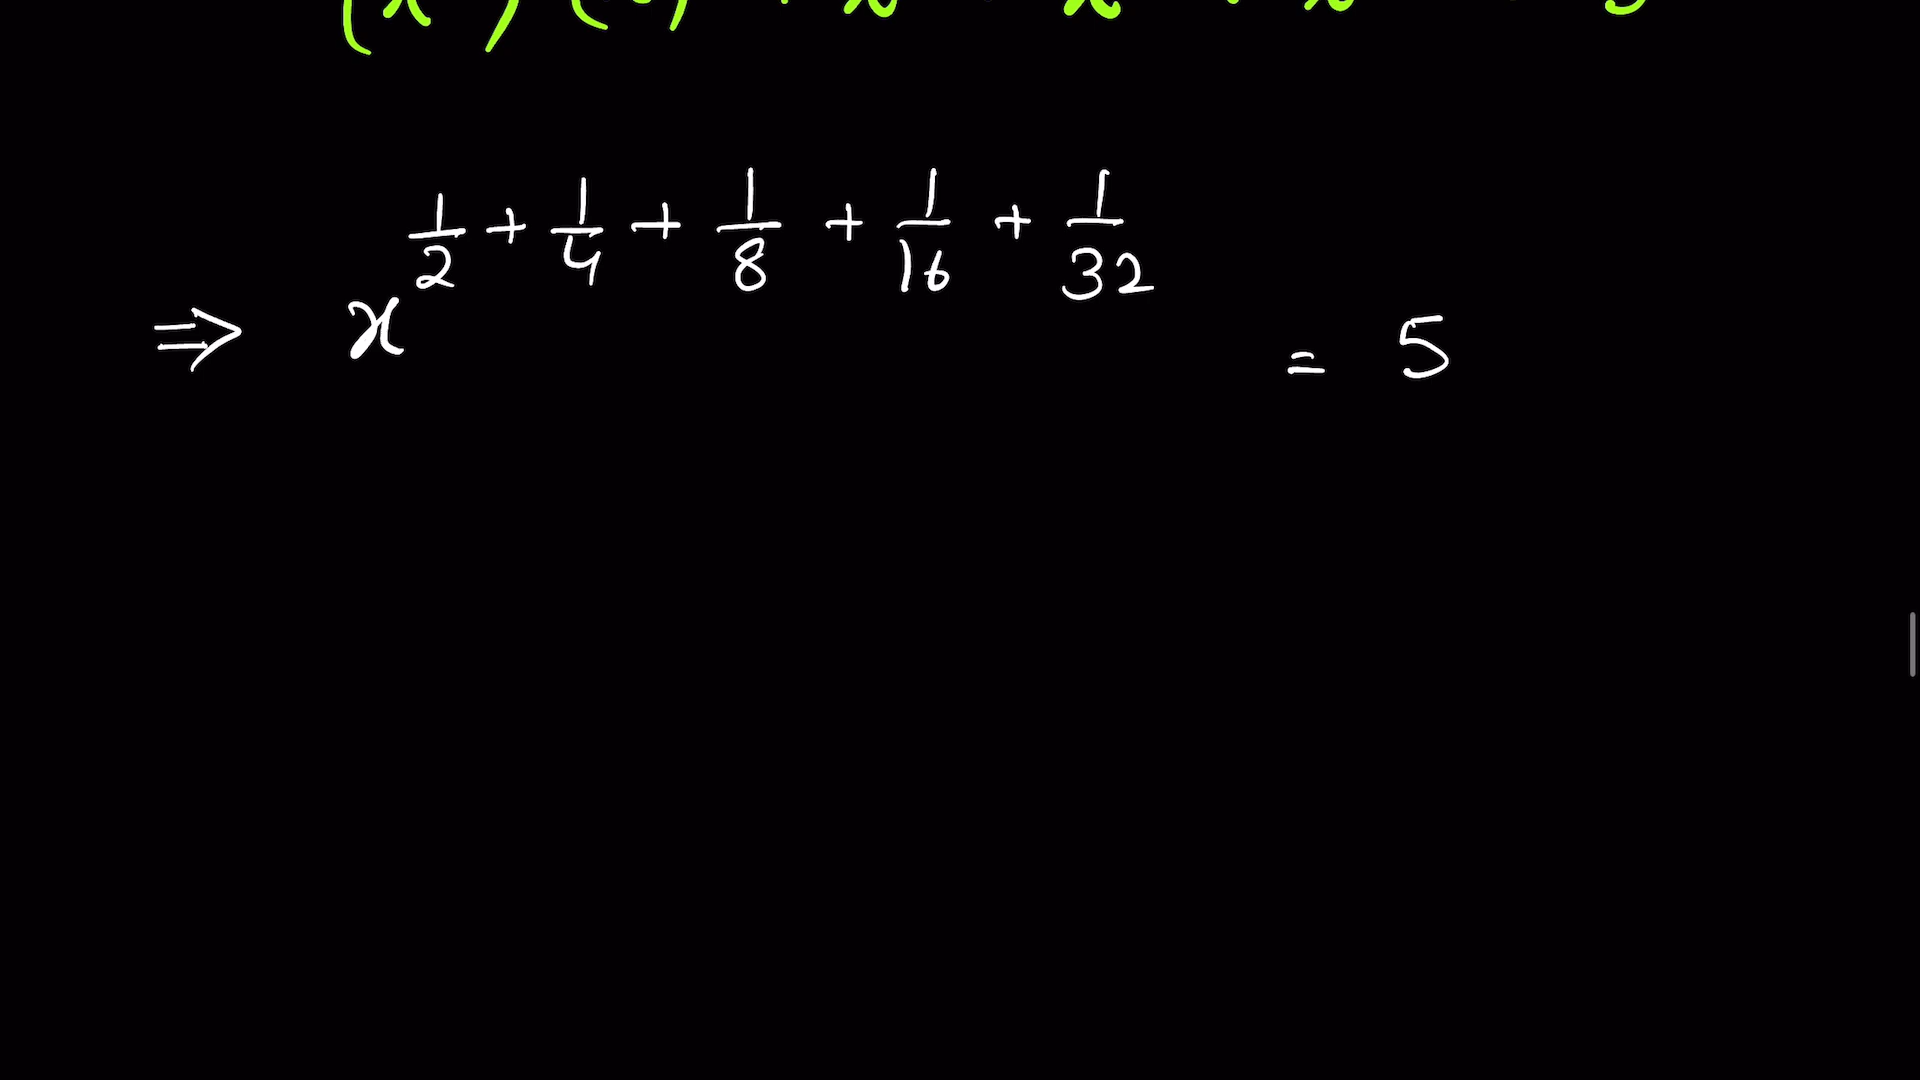 ⇒ x^(1/2 + 1/4 + 1/8 + 1/16 + 1/32) = 5